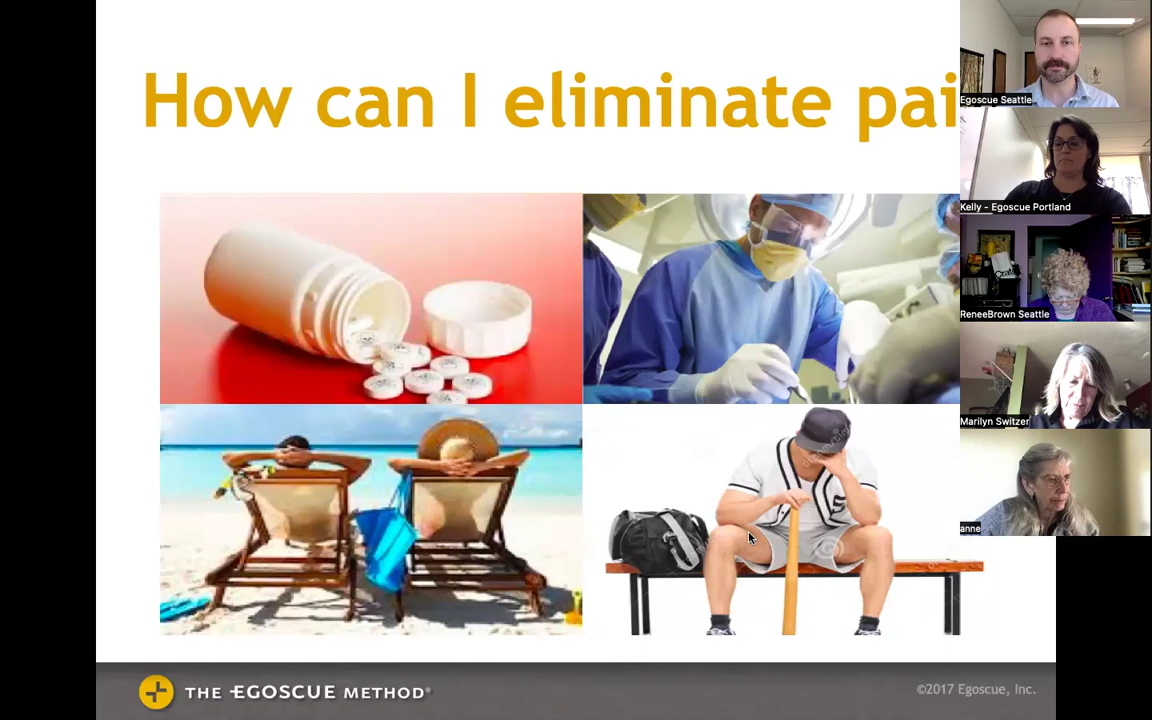 How can I eliminate pai
Egoscue Seattle
Kelly - Egoscue Portland
ReneeBrown Seattle
Marilyn Switzer
anne
S
THE EGOSCUE METHOD®
©2017 Egoscue, Inc.